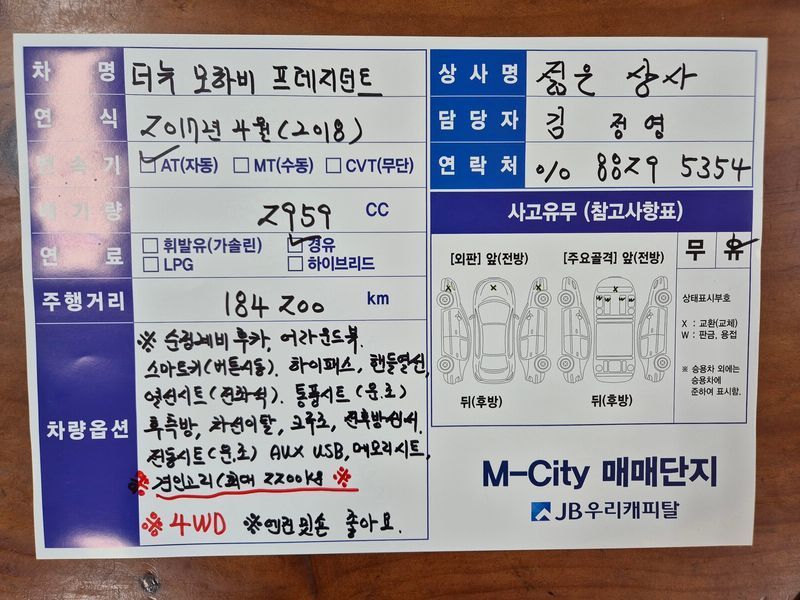 차 명 더뉴 모하비 프레지던트
연 식 2017년 4월(2018)
변 속 기 AT(자동) MT(수동) CVT(무단)
배 기 량 2959 CC
연 료 휘발유(가솔린) 경유
LPG 하이브리드
주행거리 184200 km
차량옵션
※ 순정네비 후카, 어라운드뷰,
스마트키(버튼시동), 하이패스, 핸들열선,
열선시트(전좌석), 통풍시트(운.조)
후측방, 차선이탈, 크루즈, 전후방센서,
전동시트(운.조) AUX USB, 메모리시트,
※ 견인고리(최대 2200kg ※
※ 4WD ※엔진 밋숀 좋아요.
상 사 명 젊은 상사
담 당 자 김 정영
연 락 처 010 8829 5354
사고유무 (참고사항표)
무 유
[외판] 앞(전방) [주요골격] 앞(전방)
X X X
W W W W
뒤(후방) 뒤(후방)
상태표시부호
X : 교환(교체)
W : 판금, 용접
※ 승용차 외에는
승용차에
준하여 표시함.
M-City 매매단지
JB우리캐피탈